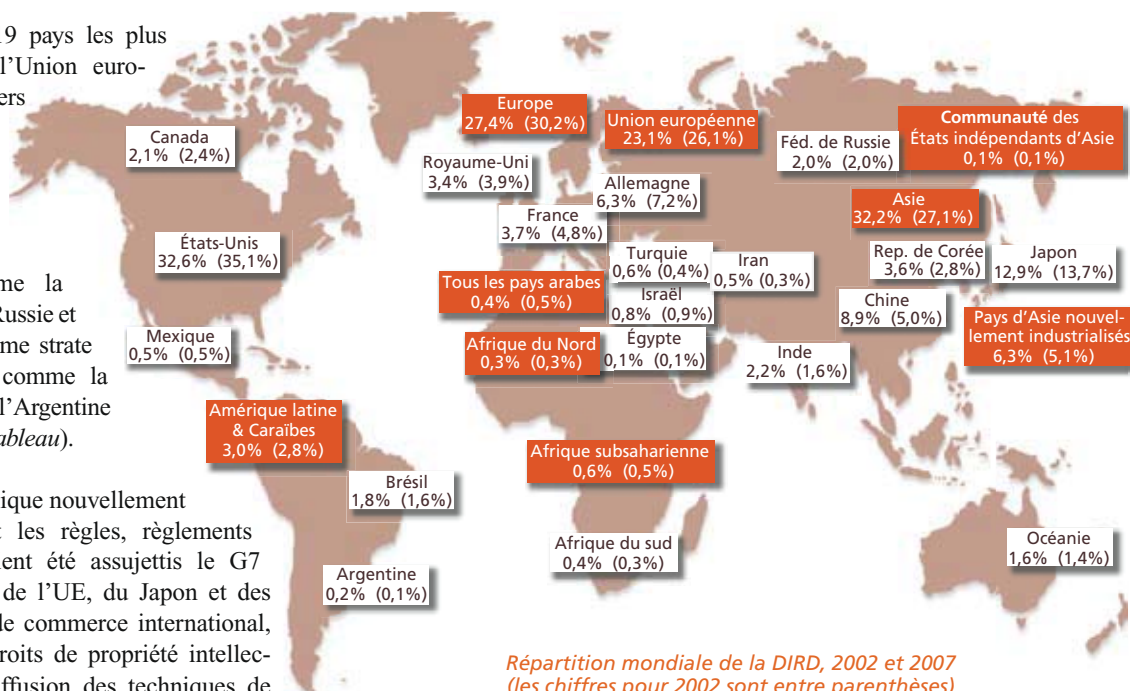 19 pays les plus
l’Union euro-
ers
me la
Russie et
me strate
comme la
l’Argentine
ableau).
ique nouvellement
les règles, règlements
ent été assujettis le G7
de l’UE, du Japon et des
de commerce international,
roits de propriété intellec-
ffusion des techniques de
Canada
2,1% (2,4%)
États-Unis
32,6% (35,1%)
Mexique
0,5% (0,5%)
Amérique latine
& Caraïbes
3,0% (2,8%)
Brésil
1,8% (1,6%)
Argentine
0,2% (0,1%)
Europe
27,4% (30,2%)
Union européenne
23,1% (26,1%)
Royaume-Uni
3,4% (3,9%)
Allemagne
6,3% (7,2%)
France
3,7% (4,8%)
Féd. de Russie
2,0% (2,0%)
Communauté des
États indépendants d’Asie
0,1% (0,1%)
Asie
32,2% (27,1%)
Turquie
0,6% (0,4%)
Iran
0,5% (0,3%)
Rep. de Corée
3,6% (2,8%)
Japon
12,9% (13,7%)
Tous les pays arabes
0,4% (0,5%)
Israël
0,8% (0,9%)
Chine
8,9% (5,0%)
Pays d’Asie nouvel-
lement industrialisés
6,3% (5,1%)
Afrique du Nord
0,3% (0,3%)
Égypte
0,1% (0,1%)
Inde
2,2% (1,6%)
Afrique subsaharienne
0,6% (0,5%)
Afrique du sud
0,4% (0,3%)
Océanie
1,6% (1,4%)
Répartition mondiale de la DIRD, 2002 et 2007
(les chiffres pour 2002 sont entre parenthèses)